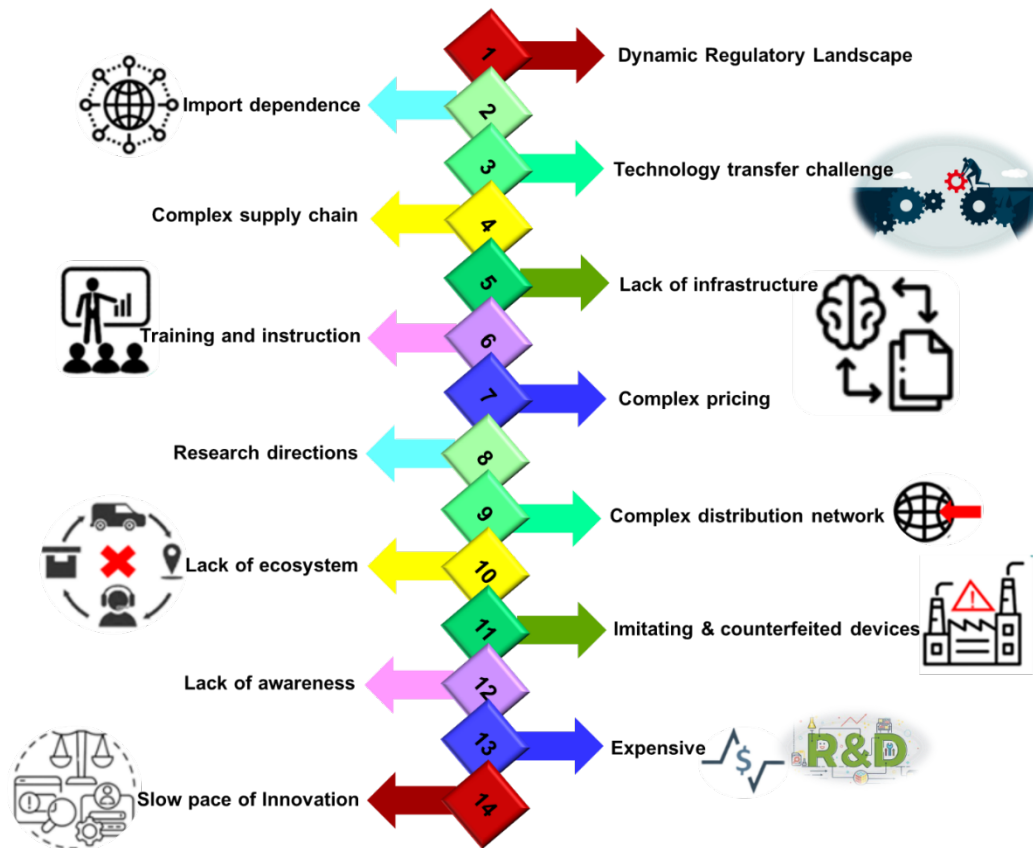 1
Dynamic Regulatory Landscape
Import dependence
2
3
Technology transfer challenge
Complex supply chain
4
5
Lack of infrastructure
Training and instruction
6
7
Complex pricing
Research directions
8
9
Complex distribution network
Lack of ecosystem
10
11
Imitating & counterfeited devices
Lack of awareness
12
13
Expensive
$
R&D
Slow pace of Innovation
14